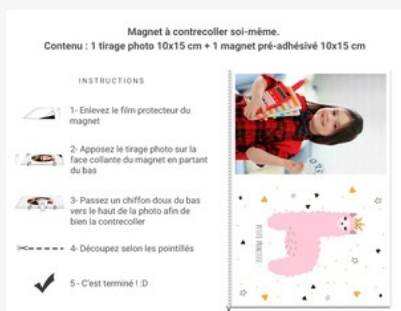 Magnet à contrecoller soi-même.
Contenu : 1 tirage photo 10x15 cm + 1 magnet pré-adhésivé 10x15 cm
INSTRUCTIONS
1- Enlevez le film protecteur du
magnet
2- Apposez le tirage photo sur la
face collante du magnet en partant
du bas
3- Passez un chiffon doux du bas
vers le haut de la photo afin de
bien la contrecoller
4- Découpez selon les pointillés
5 - C'est terminé ! :D
PETITE PRINCESSE